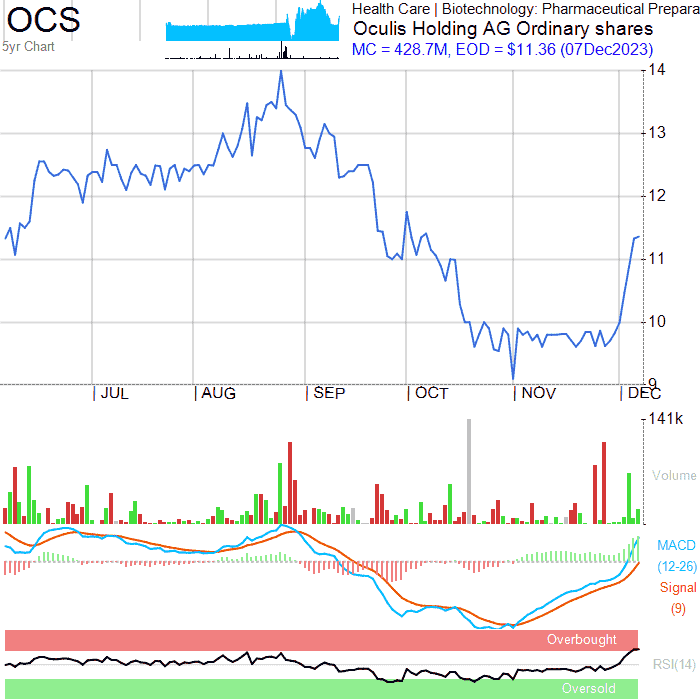 OCS
5yr Chart
Health Care | Biotechnology: Pharmaceutical Prepara
Oculis Holding AG Ordinary shares
MC = 428.7M, EOD = $11.36 (07Dec2023)
14
13
12
11
10
9
JUL AUG SEP OCT NOV DEC
141k
Volume
MACD
(12-26)
Signal
(9)
Overbought
RSI(14)
Oversold